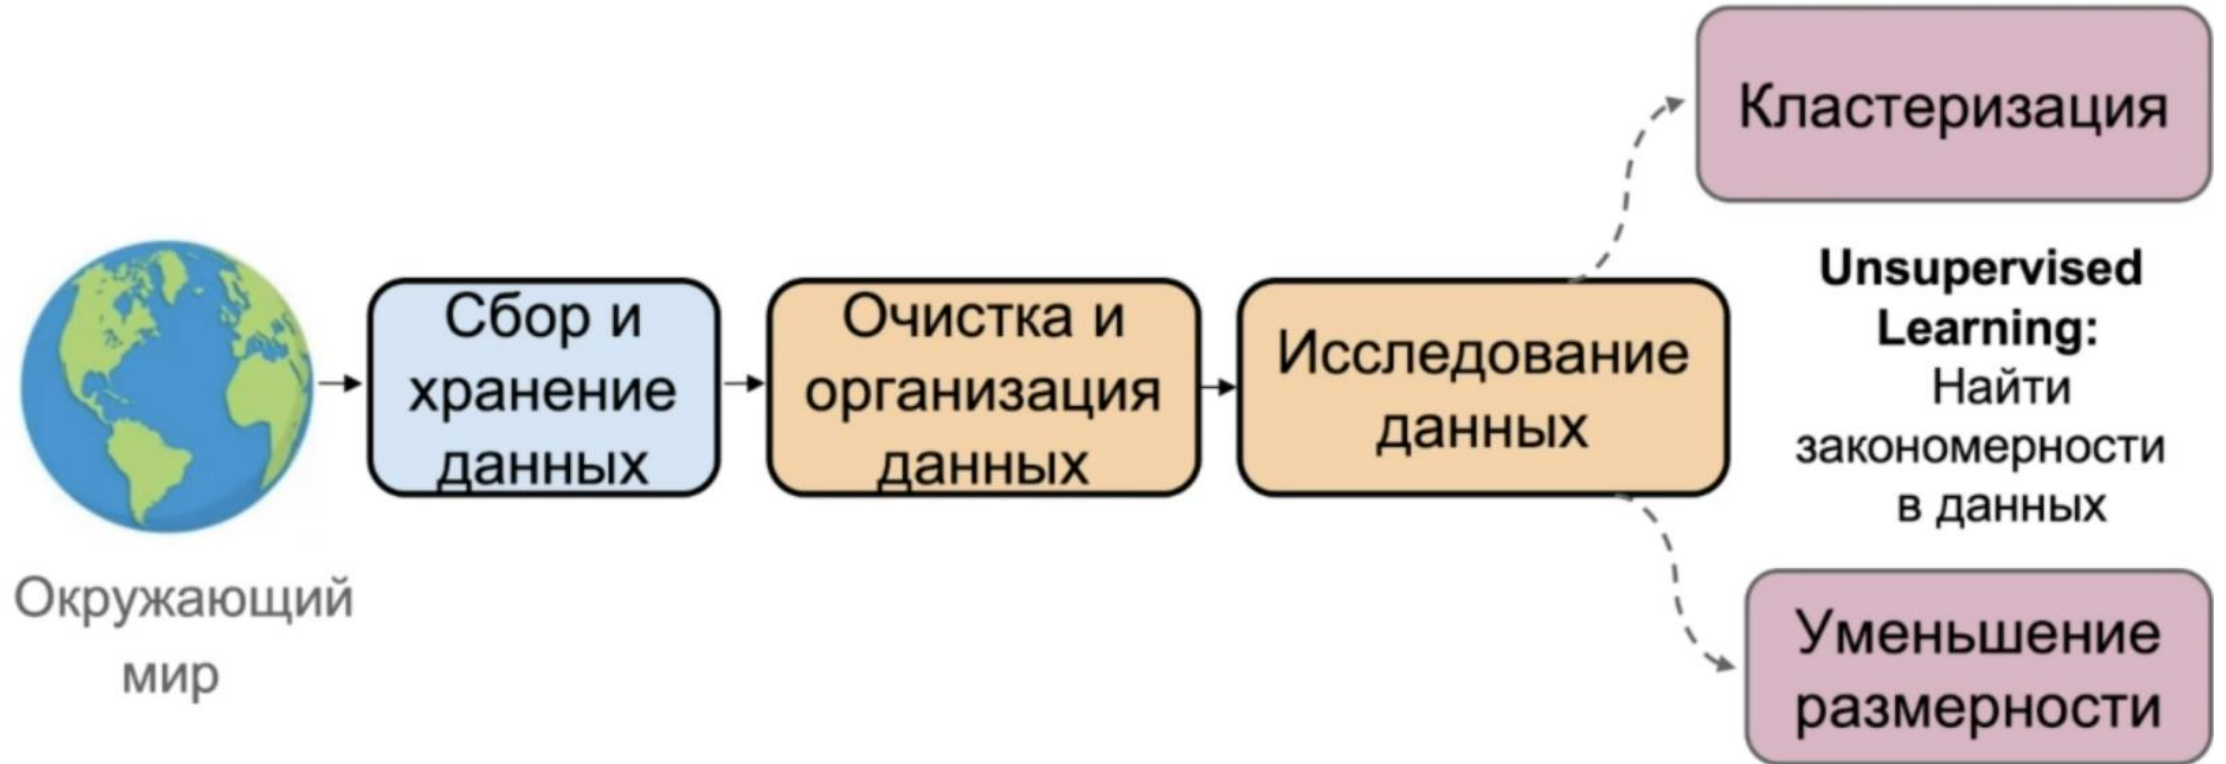 Окружающий
мир
Сбор и
хранение
данных
Очистка и
организация
данных
Исследование
данных
Кластеризация
Unsupervised
Learning:
Найти
закономерности
в данных
Уменьшение
размерности